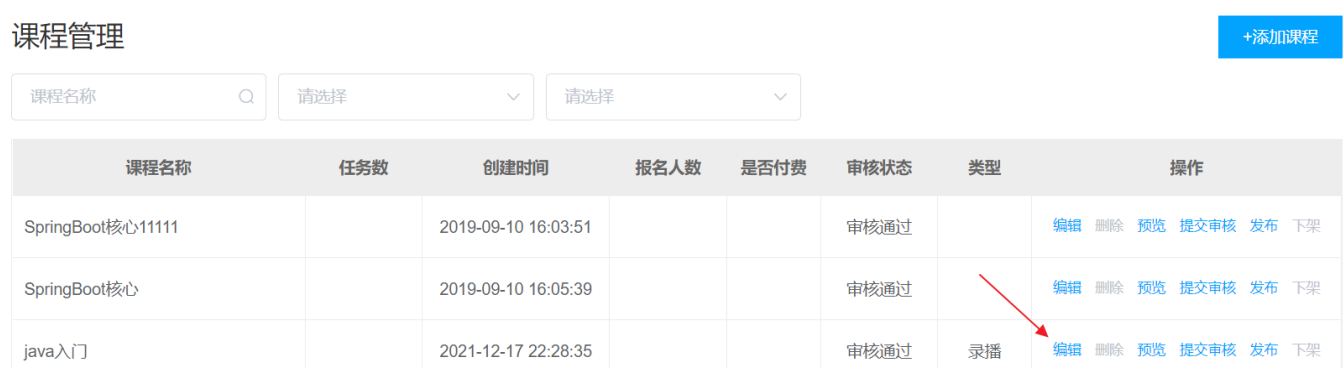 课程管理
+添加课程
课程名称 请选择 请选择
课程名称 任务数 创建时间 报名人数 是否付费 审核状态 类型 操作
SpringBoot核心11111 2019-09-10 16:03:51 审核通过 编辑 删除 预览 提交审核 发布 下架
SpringBoot核心 2019-09-10 16:05:39 审核通过 编辑 删除 预览 提交审核 发布 下架
java入门 2021-12-17 22:28:35 审核通过 录播 编辑 删除 预览 提交审核 发布 下架